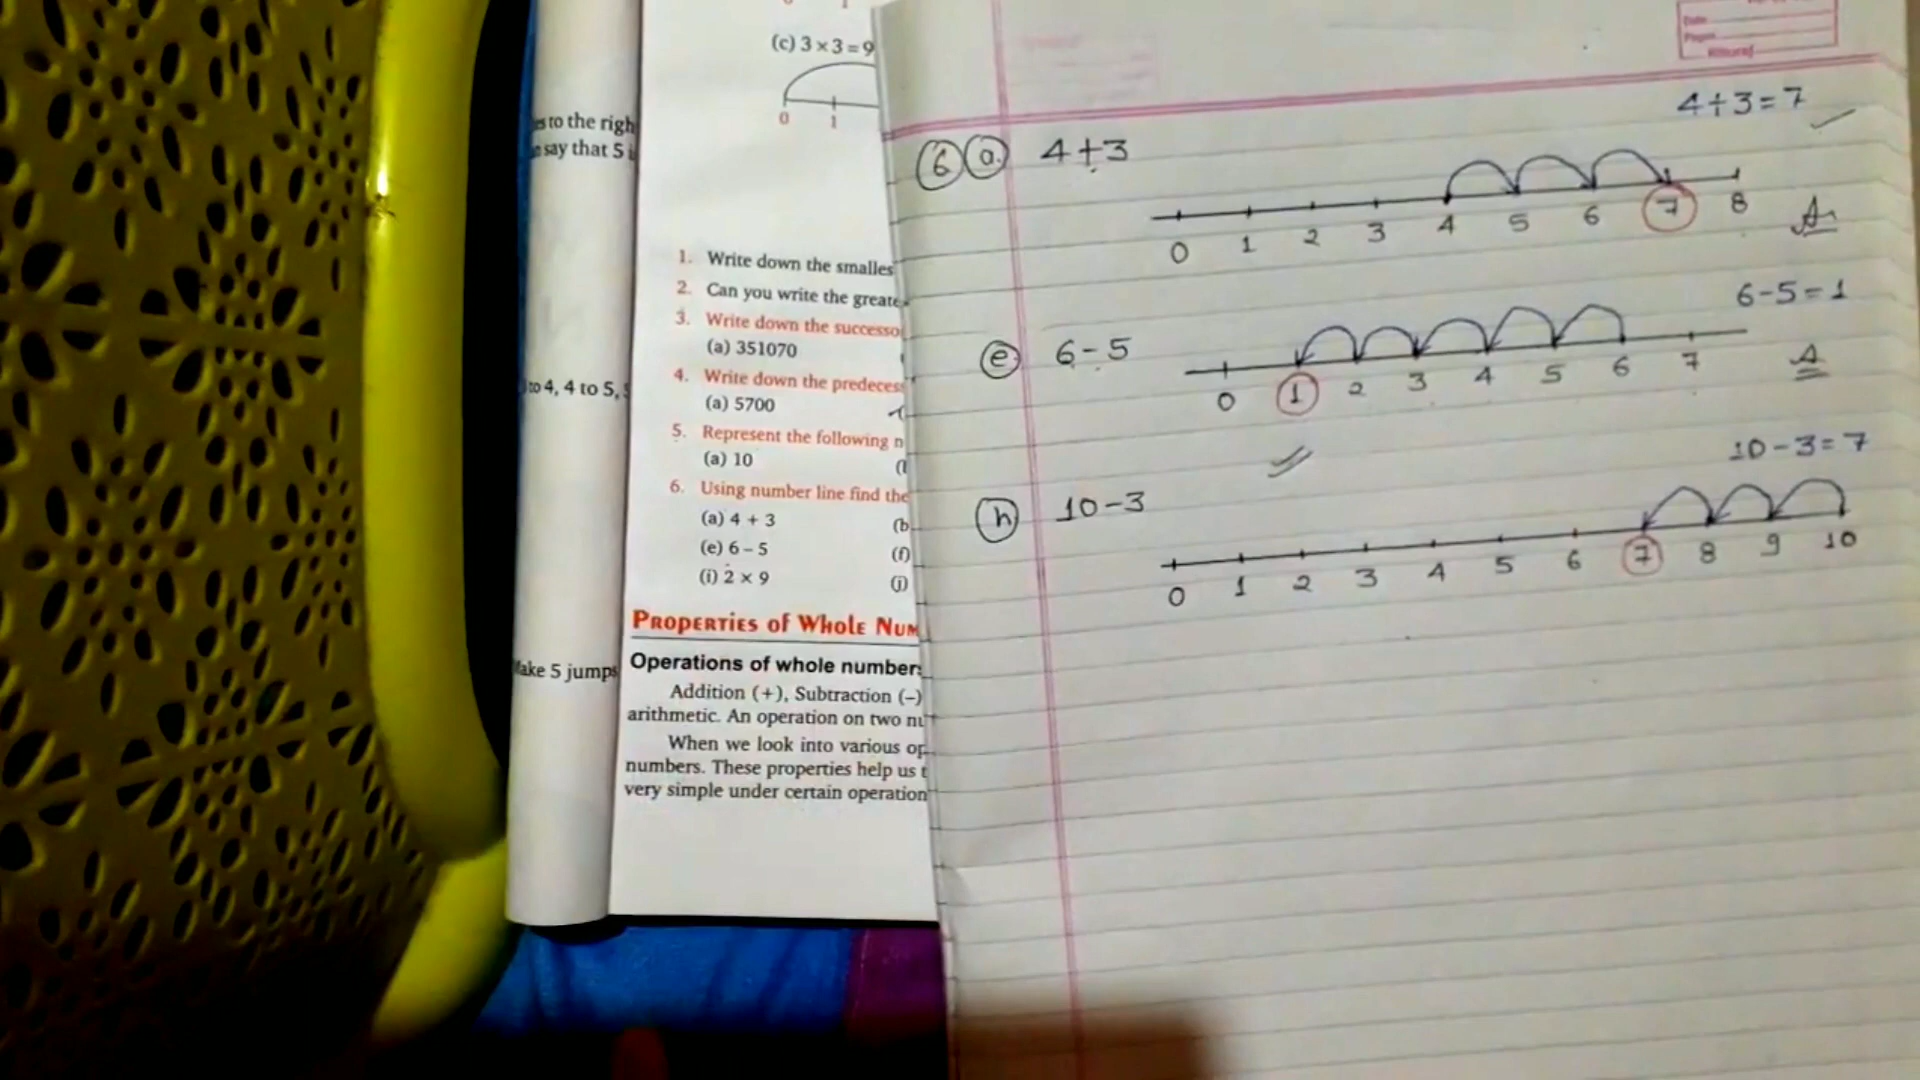 es to the righ
say that 5 i
to 4, 4 to 5, 5
Make 5 jumps
(c) 3 × 3 = 9
0 1
1. Write down the smalles
2. Can you write the greate
3. Write down the successo
(a) 351070
4. Write down the predecess
(a) 5700
5. Represent the following n
(a) 10
6. Using number line find the
(a) 4 + 3 (b
(e) 6 – 5 (f)
(i) 2 × 9 (j)
PROPERTIES of WHOLE NUM
Operations of whole numbers
Addition (+), Subtraction (–)
arithmetic. An operation on two nu
When we look into various op
numbers. These properties help us t
very simple under certain operation
Date
4+3=7
6 a. 4+3
0 1 2 3 4 5 6 7 8
6-5=1
e 6-5
0 1 2 3 4 5 6 7
10-3=7
h 10-3
0 1 2 3 4 5 6 7 8 9 10